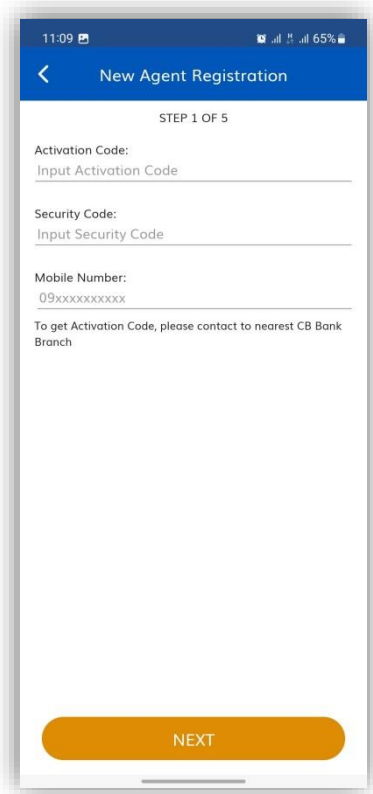 11:09 65%
New Agent Registration
STEP 1 OF 5
Activation Code:
Input Activation Code
Security Code:
Input Security Code
Mobile Number:
09xxxxxxxxx
To get Activation Code, please contact to nearest CB Bank
Branch
NEXT